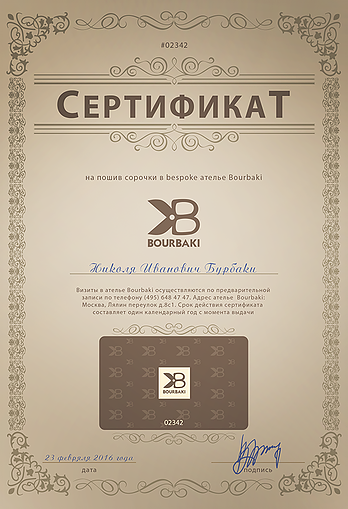 #02342
СЕРТИФИКАТ
на пошив сорочки в bespoke ателье Bourbaki
BOURBAKI
Николя Иванович Бурбаки
Визиты в ателье Bourbaki осуществляются по предварительной
записи по телефону (495) 648 47 47. Адрес ателье Bourbaki:
Москва, Лялин переулок д.8с1. Срок действия сертификата
составляет один календарный год с момента выдачи
BOURBAKI
02342
23 февраля 2016 года
дата
подпись